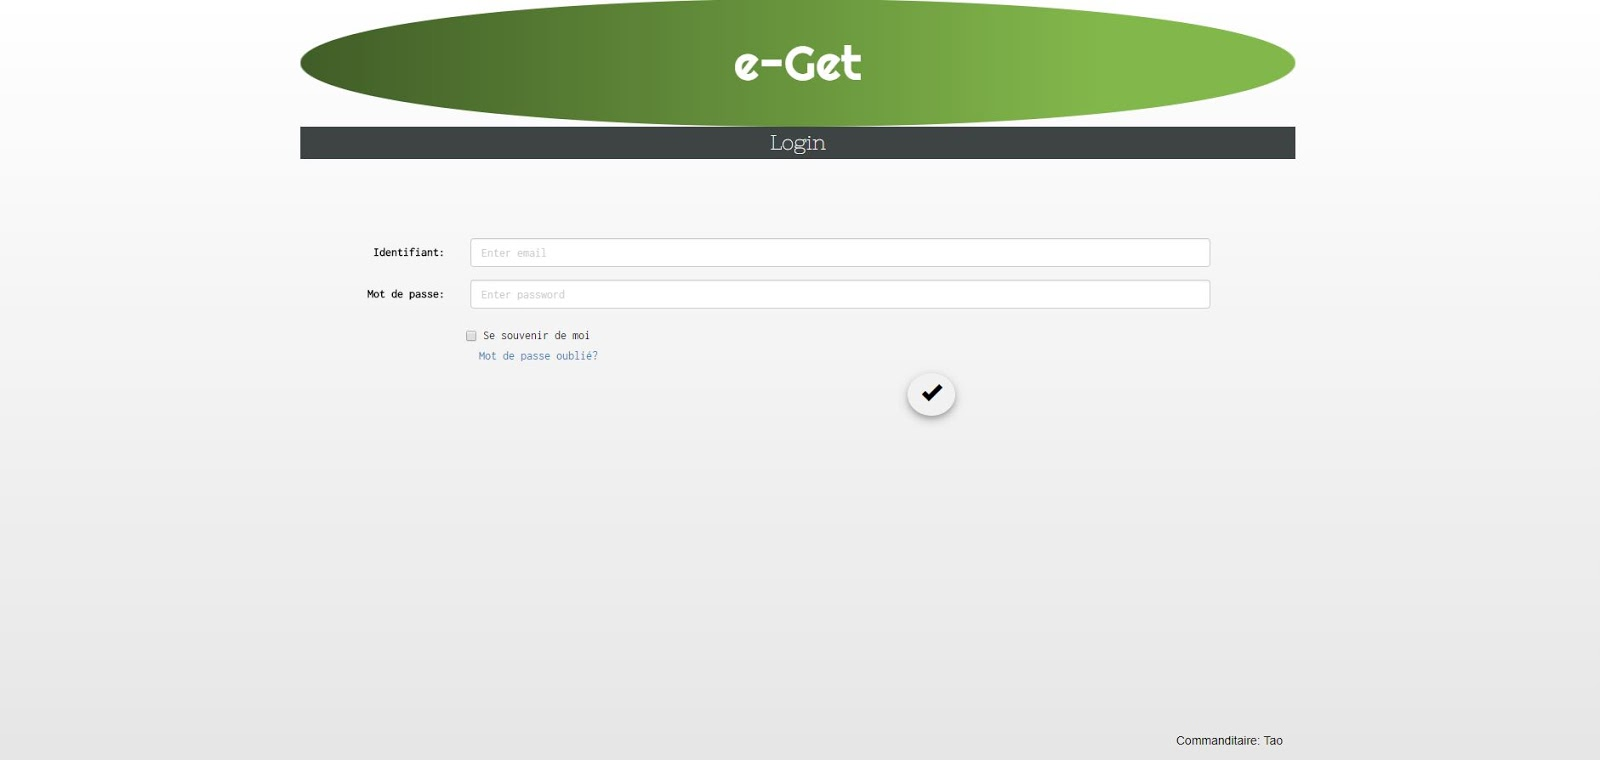 e-Get
Login
Identifiant:
Enter email
Mot de passe:
Enter password
Se souvenir de moi
Mot de passe oublié?
Commanditaire: Tao